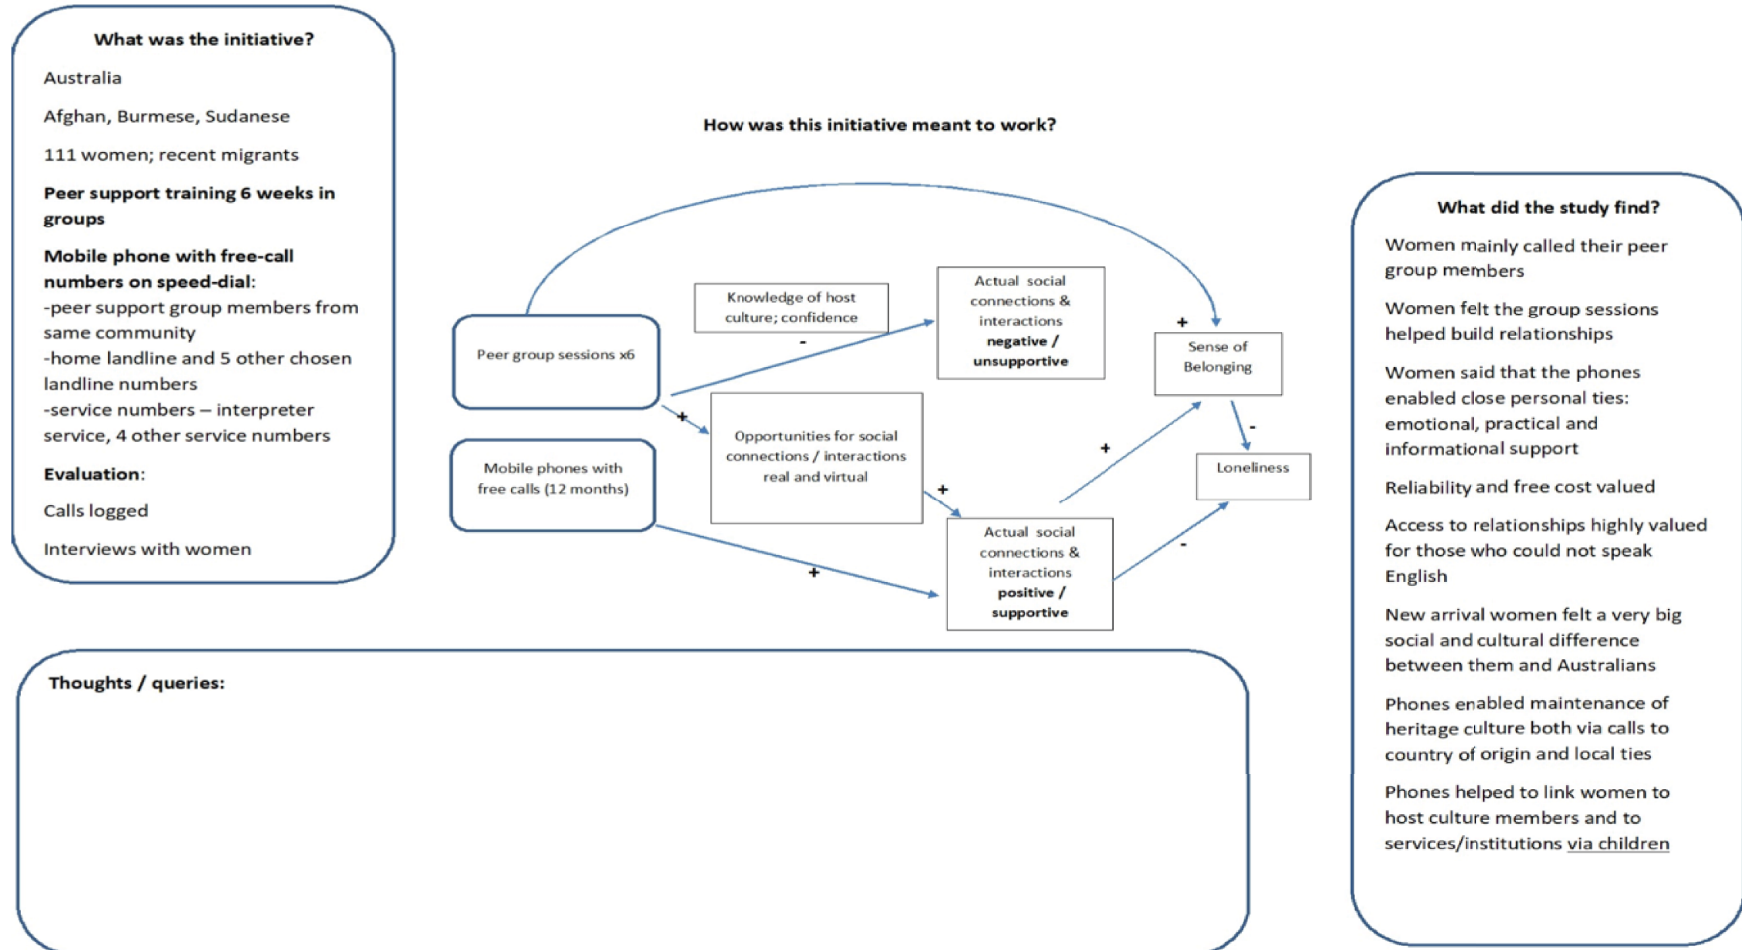 What was the initiative?
Australia
Afghan, Burmese, Sudanese
111 women; recent migrants
Peer support training 6 weeks in
groups
Mobile phone with free-call
numbers on speed-dial:
-peer support group members from
same community
-home landline and 5 other chosen
landline numbers
-service numbers – interpreter
service, 4 other service numbers
Evaluation:
Calls logged
Interviews with women
How was this initiative meant to work?
Peer group sessions x6
Mobile phones with
free calls (12 months)
Knowledge of host
culture; confidence
-
+
Opportunities for social
connections / interactions
real and virtual
+
+
Actual social
connections &
interactions
negative /
unsupportive
Actual social
connections &
interactions
positive /
supportive
+
+
Sense of
Belonging
-
Loneliness
-
What did the study find?
Women mainly called their peer
group members
Women felt the group sessions
helped build relationships
Women said that the phones
enabled close personal ties:
emotional, practical and
informational support
Reliability and free cost valued
Access to relationships highly valued
for those who could not speak
English
New arrival women felt a very big
social and cultural difference
between them and Australians
Phones enabled maintenance of
heritage culture both via calls to
country of origin and local ties
Phones helped to link women to
host culture members and to
services/institutions via children
Thoughts / queries: